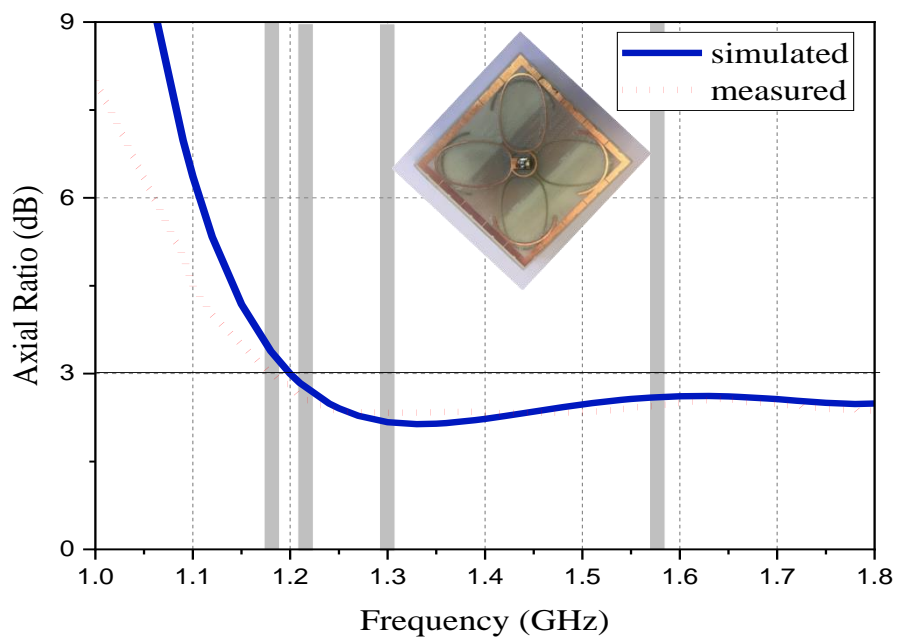 9
6
3
0
Axial Ratio (dB)
simulated
measured
1.0 1.1 1.2 1.3 1.4 1.5 1.6 1.7 1.8
Frequency (GHz)